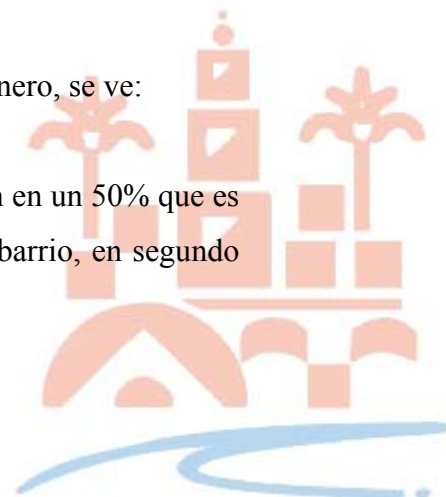 nero, se ve:
en un 50% que es
barrio, en segundo